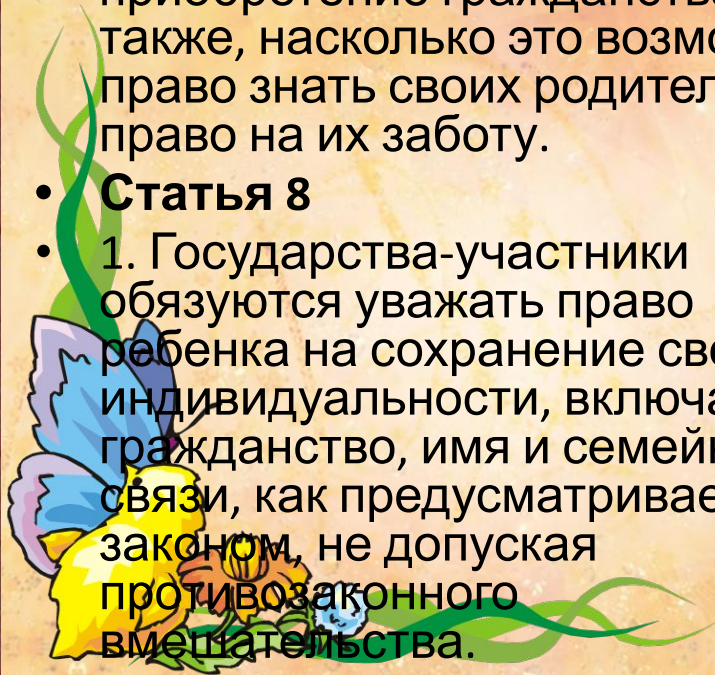 также, насколько это возмо
право знать своих родител
право на их заботу.
• Статья 8
• 1. Государства-участники
обязуются уважать право
ребенка на сохранение св
индивидуальности, включа
гражданство, имя и семей
связи, как предусматривае
законом, не допуская
противозаконного
вмешательства.